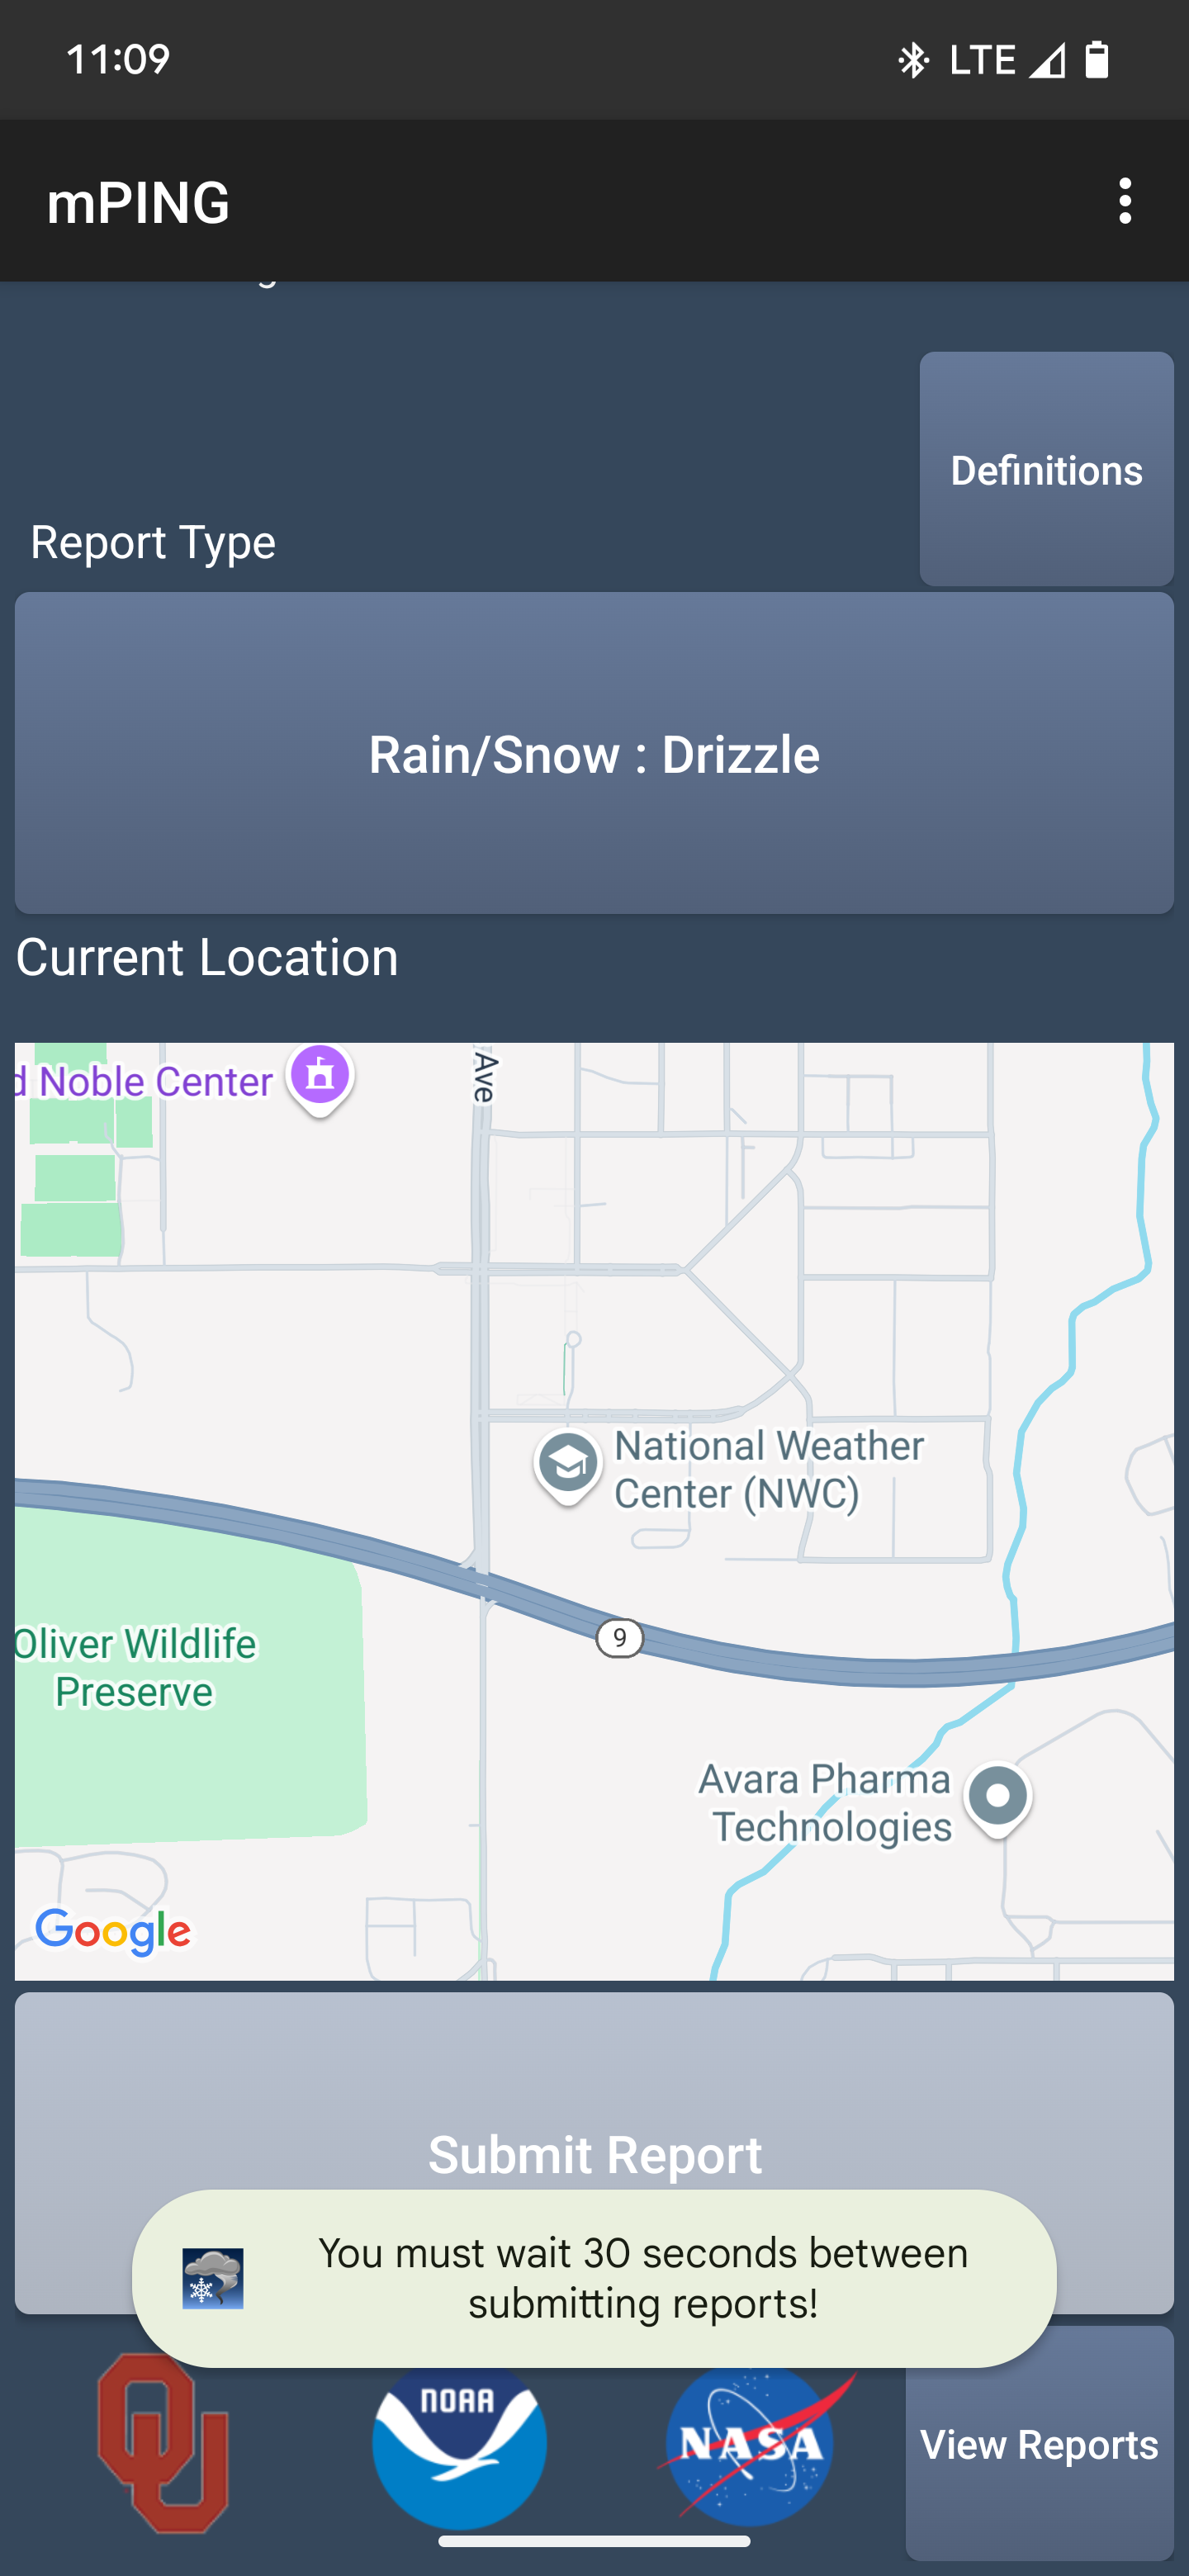 11:09
LTE
mPING
Definitions
Report Type
Rain/Snow : Drizzle
Current Location
d Noble Center
Ave
National Weather
Center (NWC)
9
Oliver Wildlife
Preserve
Avara Pharma
Technologies
Google
Submit Report
You must wait 30 seconds between
submitting reports!
OU
NOAA
NASA
View Reports